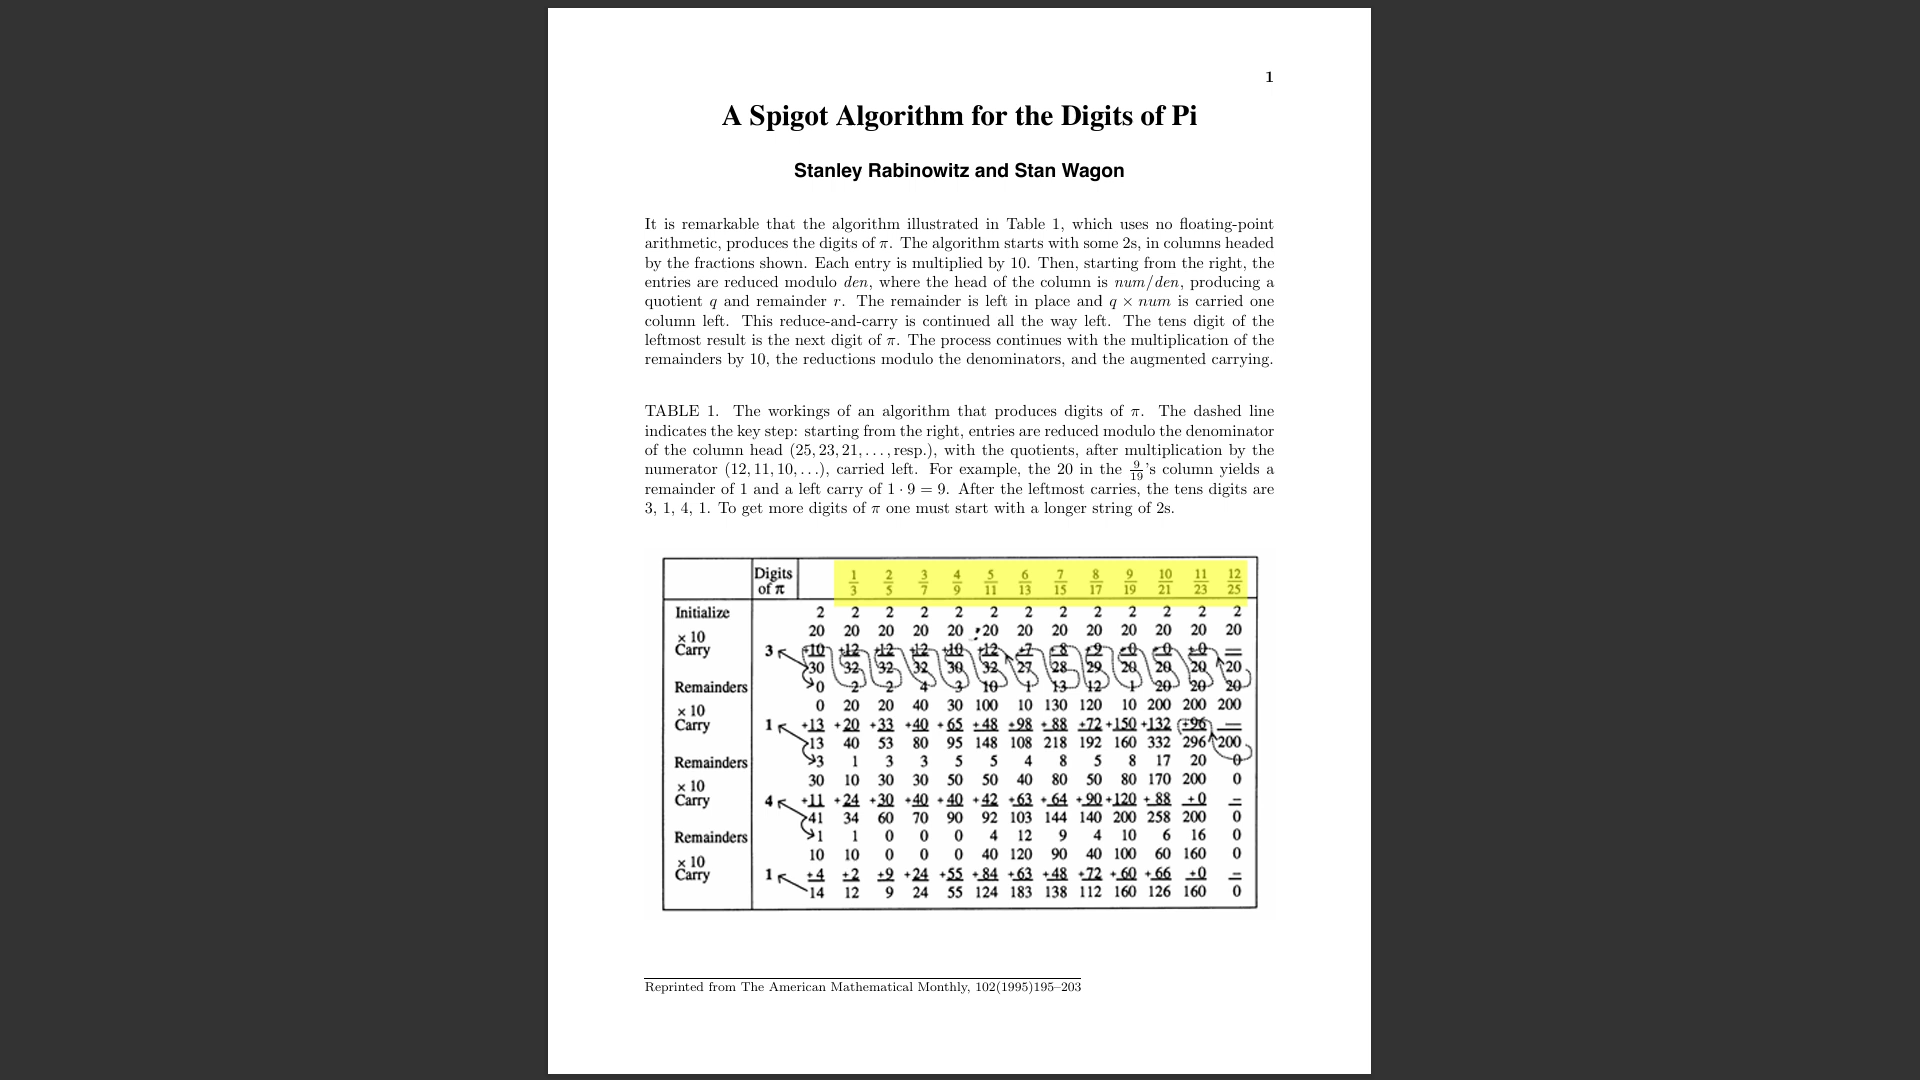 1
A Spigot Algorithm for the Digits of Pi
Stanley Rabinowitz and Stan Wagon
It is remarkable that the algorithm illustrated in Table 1, which uses no floating-point
arithmetic, produces the digits of π. The algorithm starts with some 2s, in columns headed
by the fractions shown. Each entry is multiplied by 10. Then, starting from the right, the
entries are reduced modulo den, where the head of the column is num/den, producing a
quotient q and remainder r. The remainder is left in place and q × num is carried one
column left. This reduce-and-carry is continued all the way left. The tens digit of the
leftmost result is the next digit of π. The process continues with the multiplication of the
remainders by 10, the reductions modulo the denominators, and the augmented carrying.
TABLE 1. The workings of an algorithm that produces digits of π. The dashed line
indicates the key step: starting from the right, entries are reduced modulo the denominator
of the column head (25, 23, 21, . . . , resp.), with the quotients, after multiplication by the
numerator (12, 11, 10, . . .), carried left. For example, the 20 in the 9/19's column yields a
remainder of 1 and a left carry of 1 · 9 = 9. After the leftmost carries, the tens digits are
3, 1, 4, 1. To get more digits of π one must start with a longer string of 2s.
Digits of π 1/3 2/5 3/7 4/9 5/11 6/13 7/15 8/17 9/19 10/21 11/23 12/25
Initialize 2 2 2 2 2 2 2 2 2 2 2 2 2
× 10 20 20 20 20 20 20 20 20 20 20 20 20 20
Carry 3 +10 +12 +12 +12 +10 +12 +7 +8 +9 +0 +0 +0 –
30 32 32 32 30 32 27 28 29 20 20 20 20
Remainders 0 2 2 4 3 10 1 13 12 1 20 20 20
× 10 0 20 20 40 30 100 10 130 120 10 200 200 200
Carry 1 +13 +20 +33 +40 +65 +48 +98 +88 +72 +150 +132 +96 –
13 40 53 80 95 148 108 218 192 160 332 296 200
Remainders 3 1 3 3 5 5 4 8 5 8 17 20 0
× 10 30 10 30 30 50 50 40 80 50 80 170 200 0
Carry 4 +11 +24 +30 +40 +40 +42 +63 +64 +90 +120 +88 +0 –
41 34 60 70 90 92 103 144 140 200 258 200 0
Remainders 1 1 0 0 0 4 12 9 4 10 6 16 0
× 10 10 10 0 0 0 40 120 90 40 100 60 160 0
Carry 1 +4 +2 +9 +24 +55 +84 +63 +48 +72 +60 +66 +0 –
14 12 9 24 55 124 183 138 112 160 126 160 0
Reprinted from The American Mathematical Monthly, 102(1995)195–203